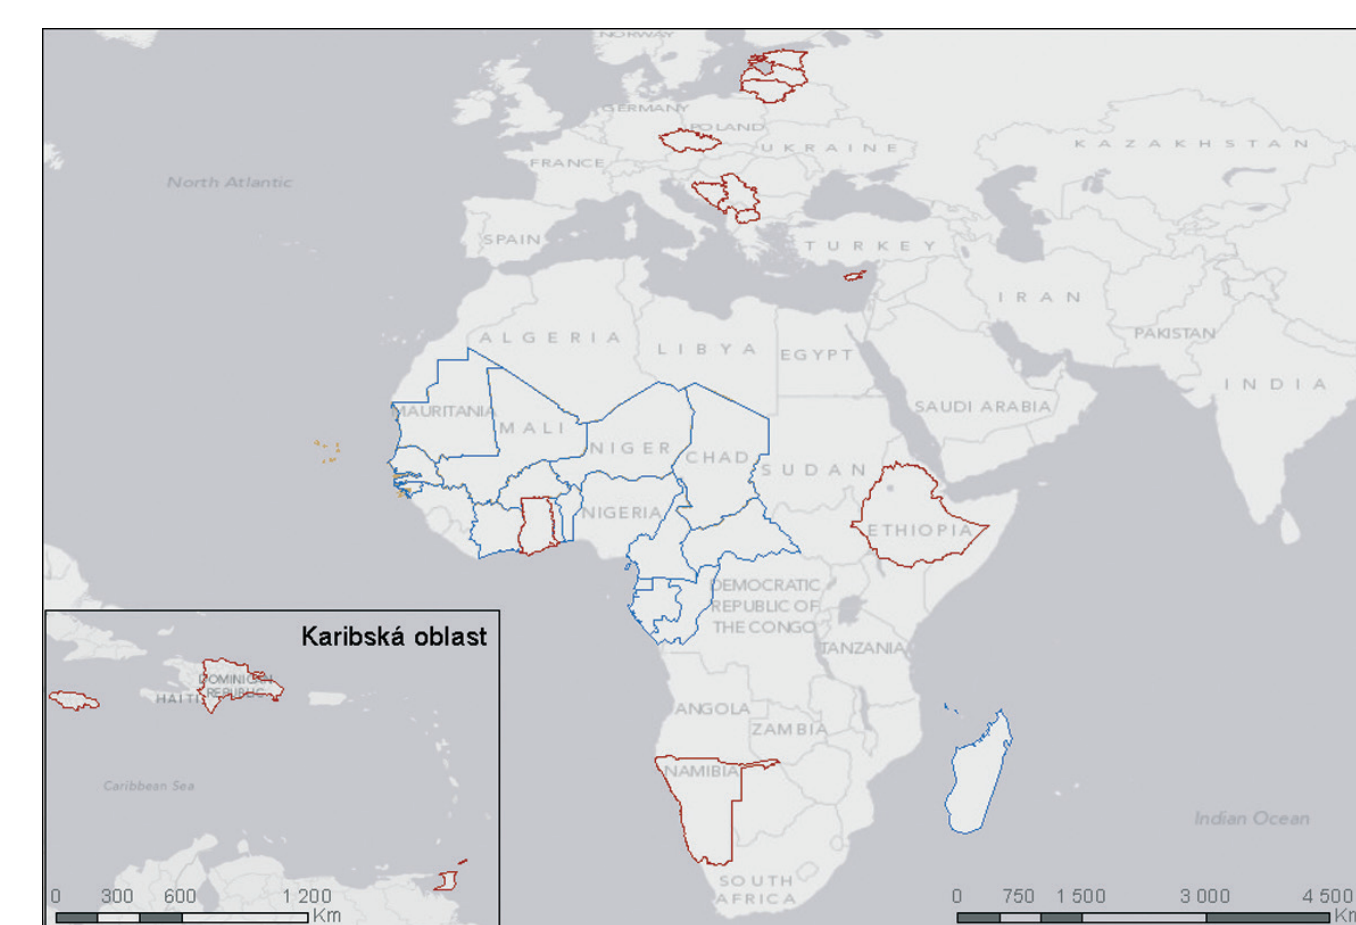 NORWAY
GERMANY
POLAND
UKRAINE
KAZAKHSTAN
FRANCE
North Atlantic
SPAIN
TURKEY
IRAN
ALGERIA
LIBYA
EGYPT
PAKISTAN
INDIA
SAUDI ARABIA
MAURITANIA
MALI
NIGER
CHAD
SUDAN
NIGERIA
ETHIOPIA
DEMOCRATIC
REPUBLIC OF
THE CONGO
TANZANIA
ANGOLA
ZAMBIA
NAMIBIA
SOUTH
AFRICA
Indian Ocean
Karibská oblast
DOMINICAN
REPUBLIC
HAITI
Caribbean Sea
0 300 600 1 200
Km
0 750 1 500 3 000 4 500
Km